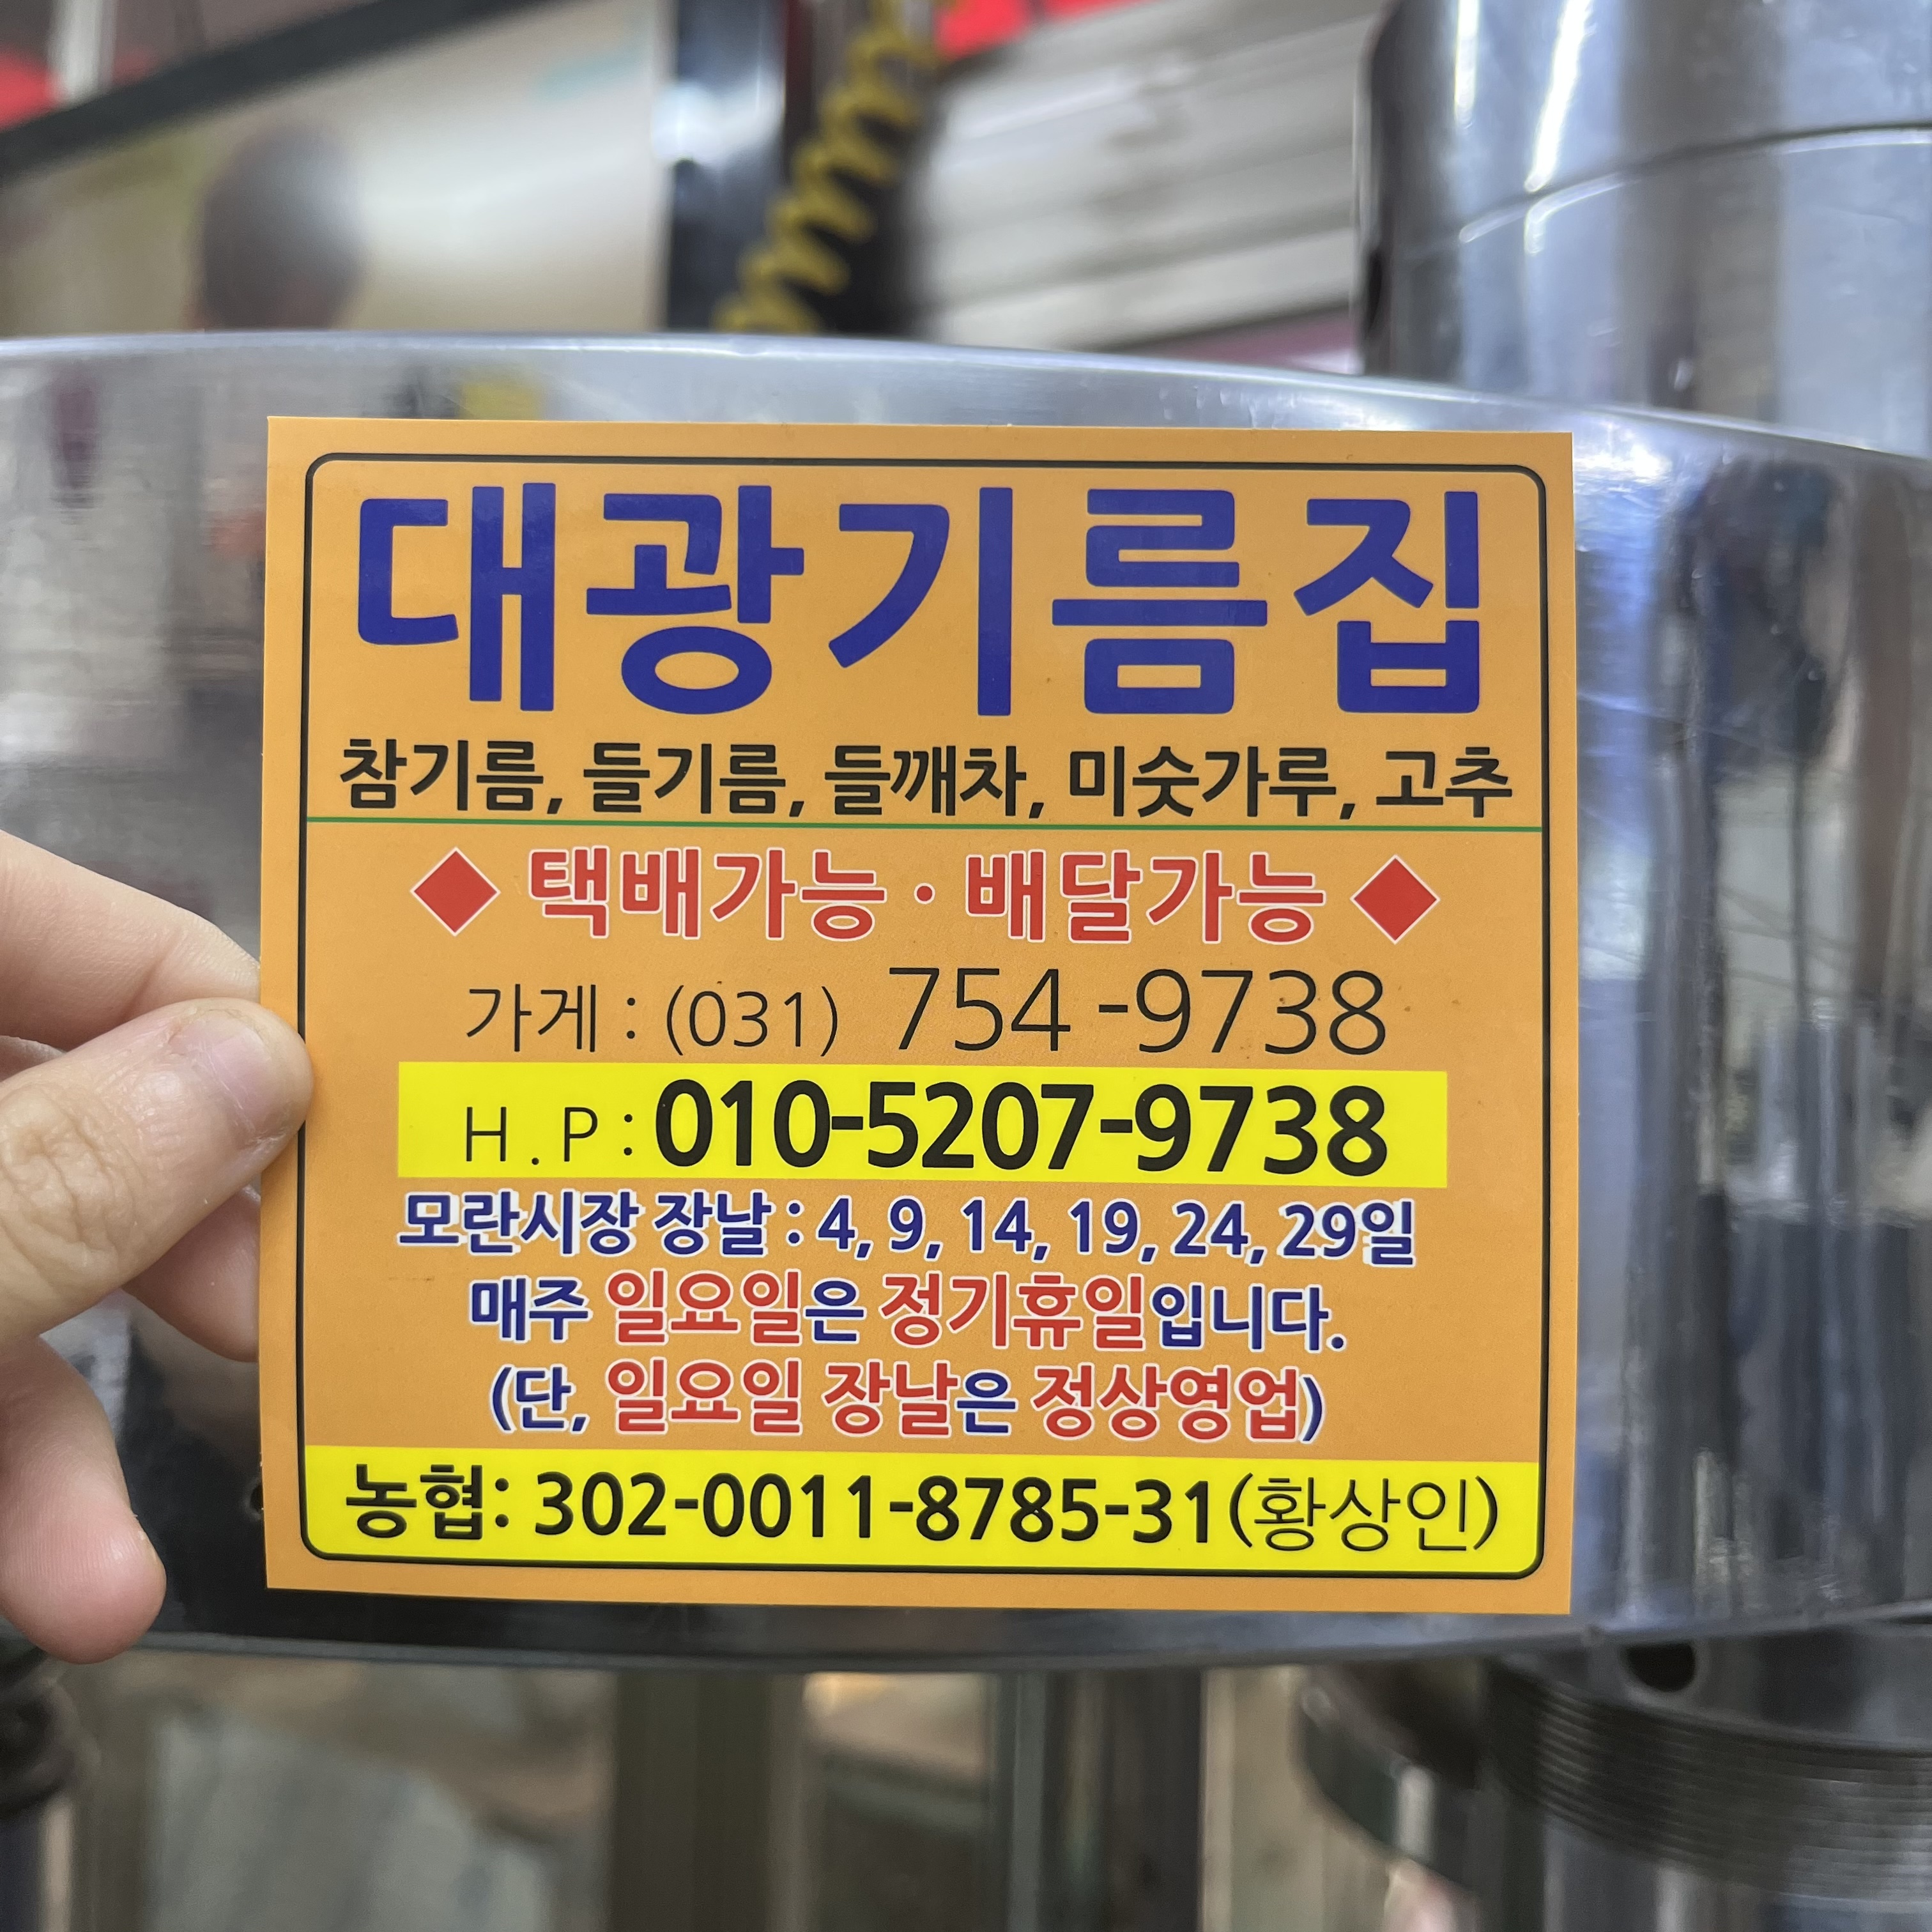 대광기름집
참기름, 들기름, 들깨차, 미숫가루, 고추
◆ 택배가능 · 배달가능 ◆
가게 : (031) 754-9738
H.P : 010-5207-9738
모란시장 장날 : 4, 9, 14, 19, 24, 29일
매주 일요일은 정기휴일입니다.
(단, 일요일 장날은 정상영업)
농협: 302-0011-8785-31(황상인)